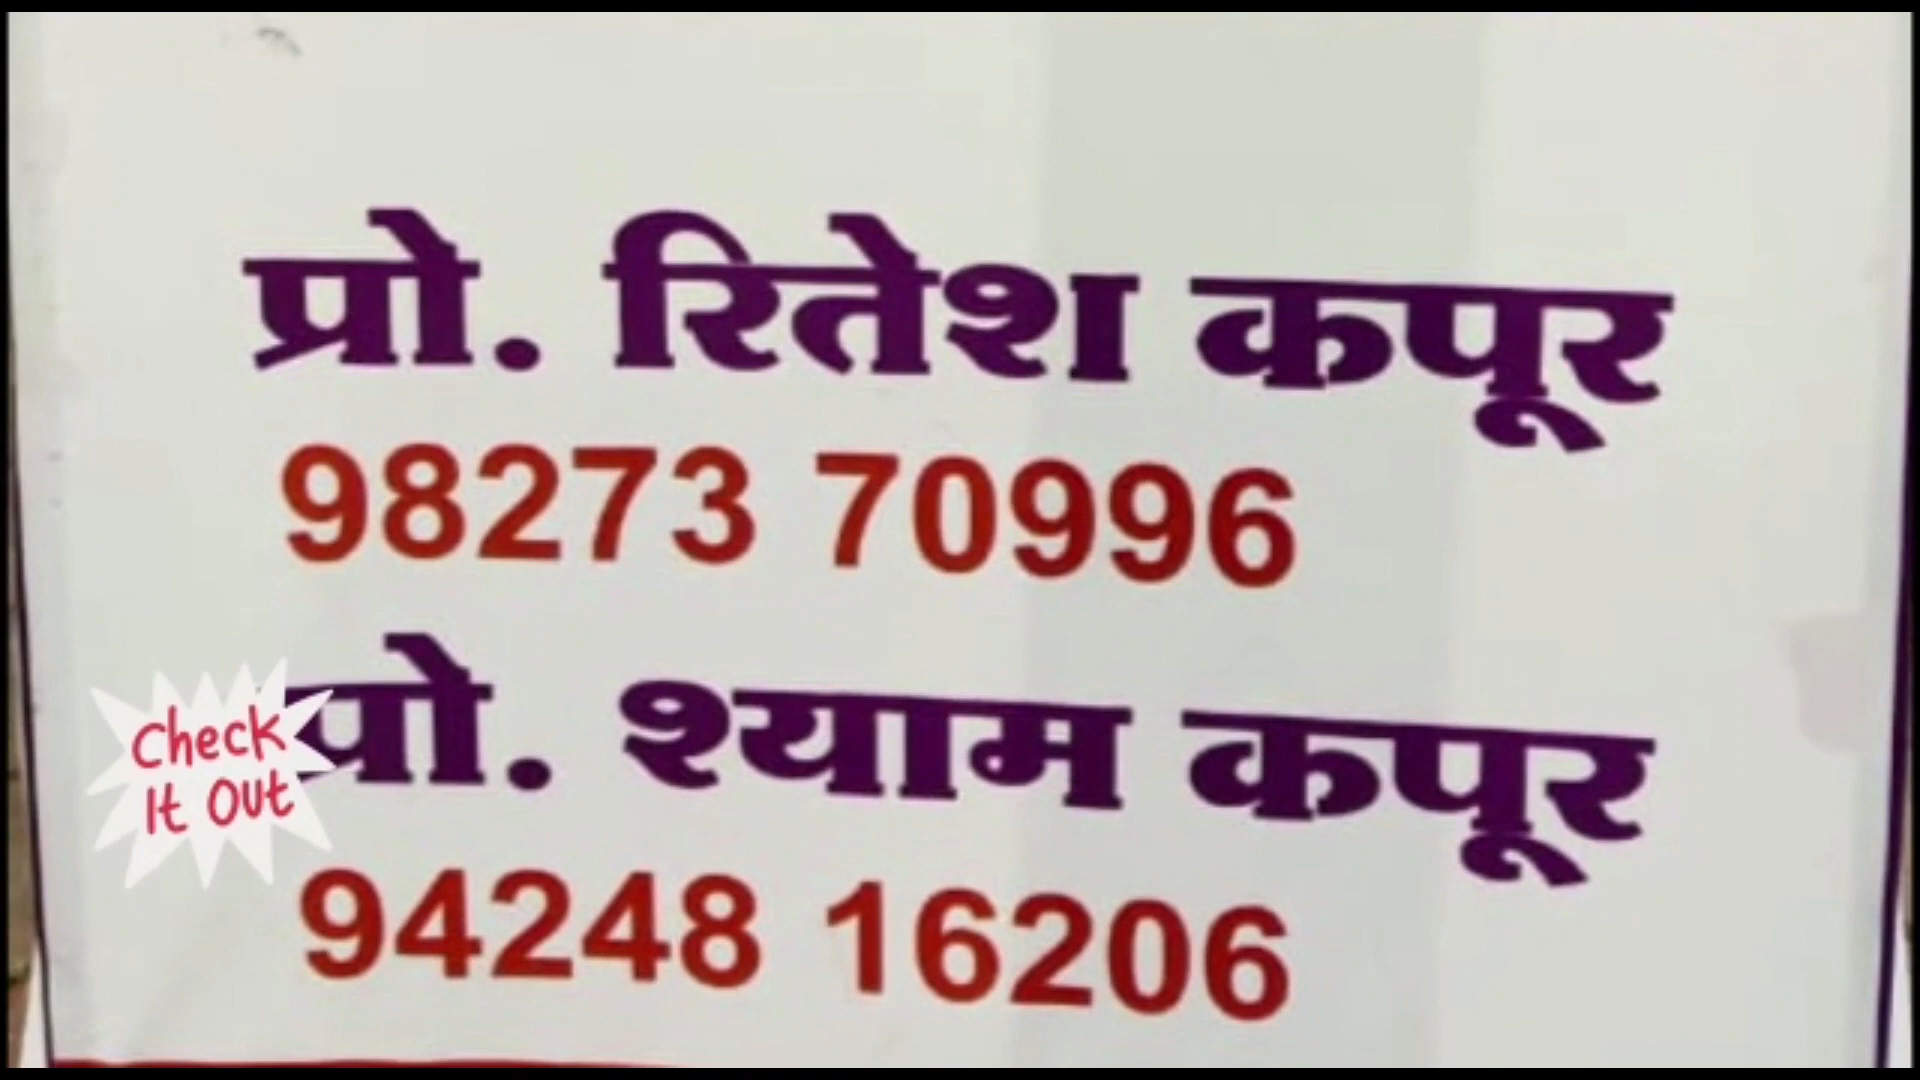 प्रो. रितेश कपूर
98273 70996
प्रो. श्याम कपूर
94248 16206
Check
It Out